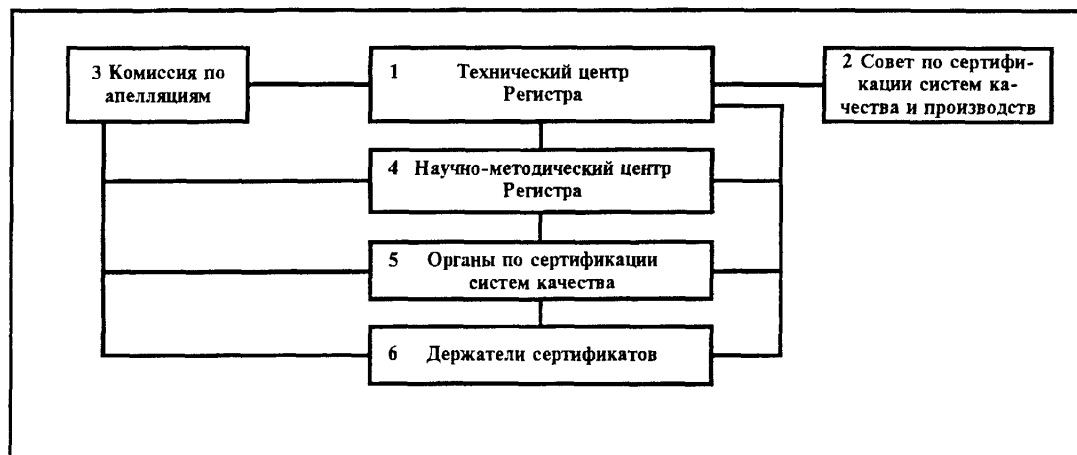 3 Комиссия по
апелляциям
1 Технический центр
Регистра
2 Совет по сертифи-
кации систем ка-
чества и производств
4 Научно-методический центр
Регистра
5 Органы по сертификации
систем качества
6 Держатели сертификатов